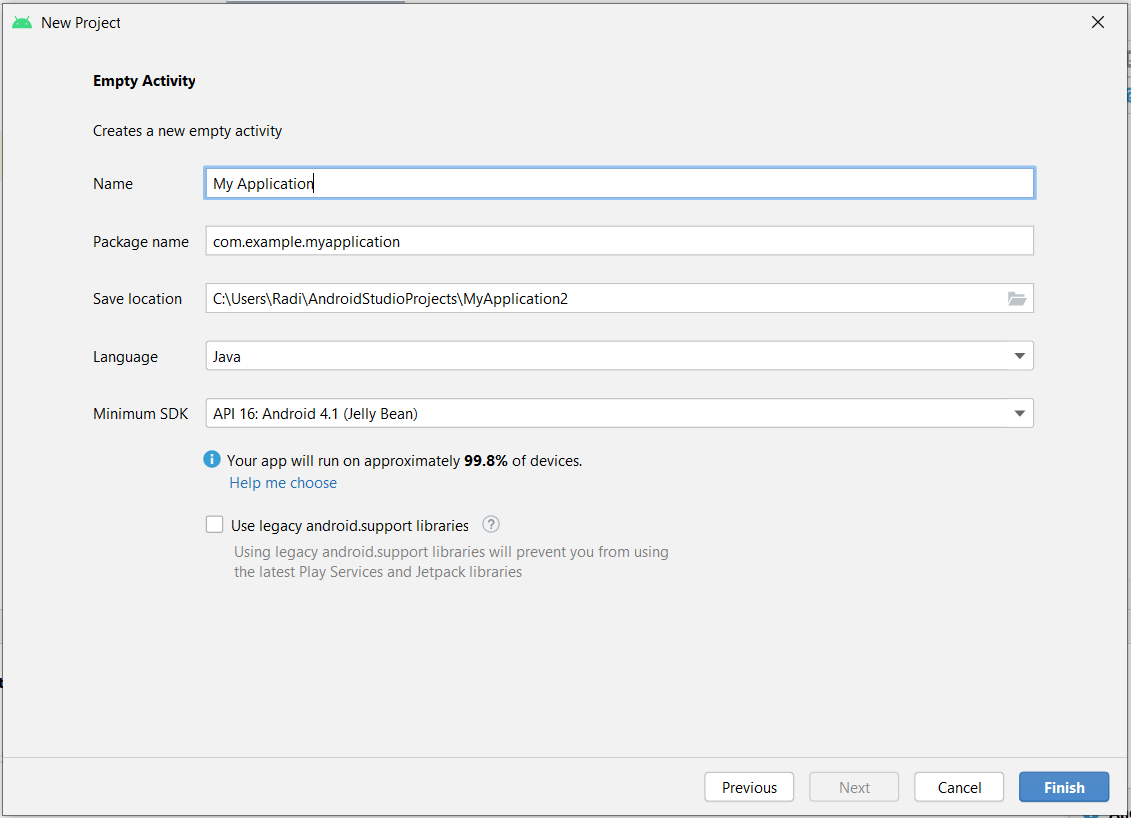 New Project
Empty Activity
Creates a new empty activity
Name My Application
Package name com.example.myapplication
Save location C:\Users\Radi\AndroidStudioProjects\MyApplication2
Language Java
Minimum SDK API 16: Android 4.1 (Jelly Bean)
Your app will run on approximately 99.8% of devices.
Help me choose
Use legacy android.support libraries ?
Using legacy android.support libraries will prevent you from using
the latest Play Services and Jetpack libraries
Previous Next Cancel Finish